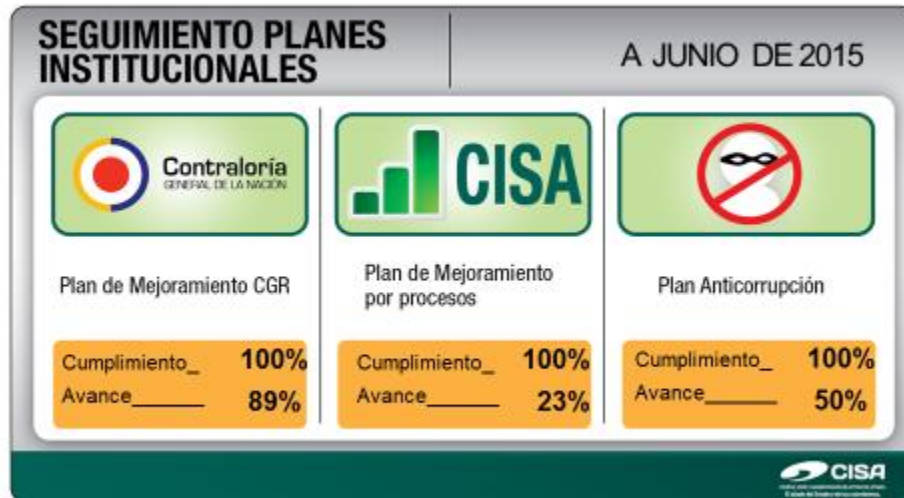 SEGUIMIENTO PLANES
INSTITUCIONALES
A JUNIO DE 2015
Contraloría
GENERAL DE LA NACIÓN
Plan de Mejoramiento CGR
Cumplimiento_ 100%
Avance______ 89%
CISA
Plan de Mejoramiento
por procesos
Cumplimiento_ 100%
Avance______ 23%
Plan Anticorrupción
Cumplimiento_ 100%
Avance______ 50%
CISA